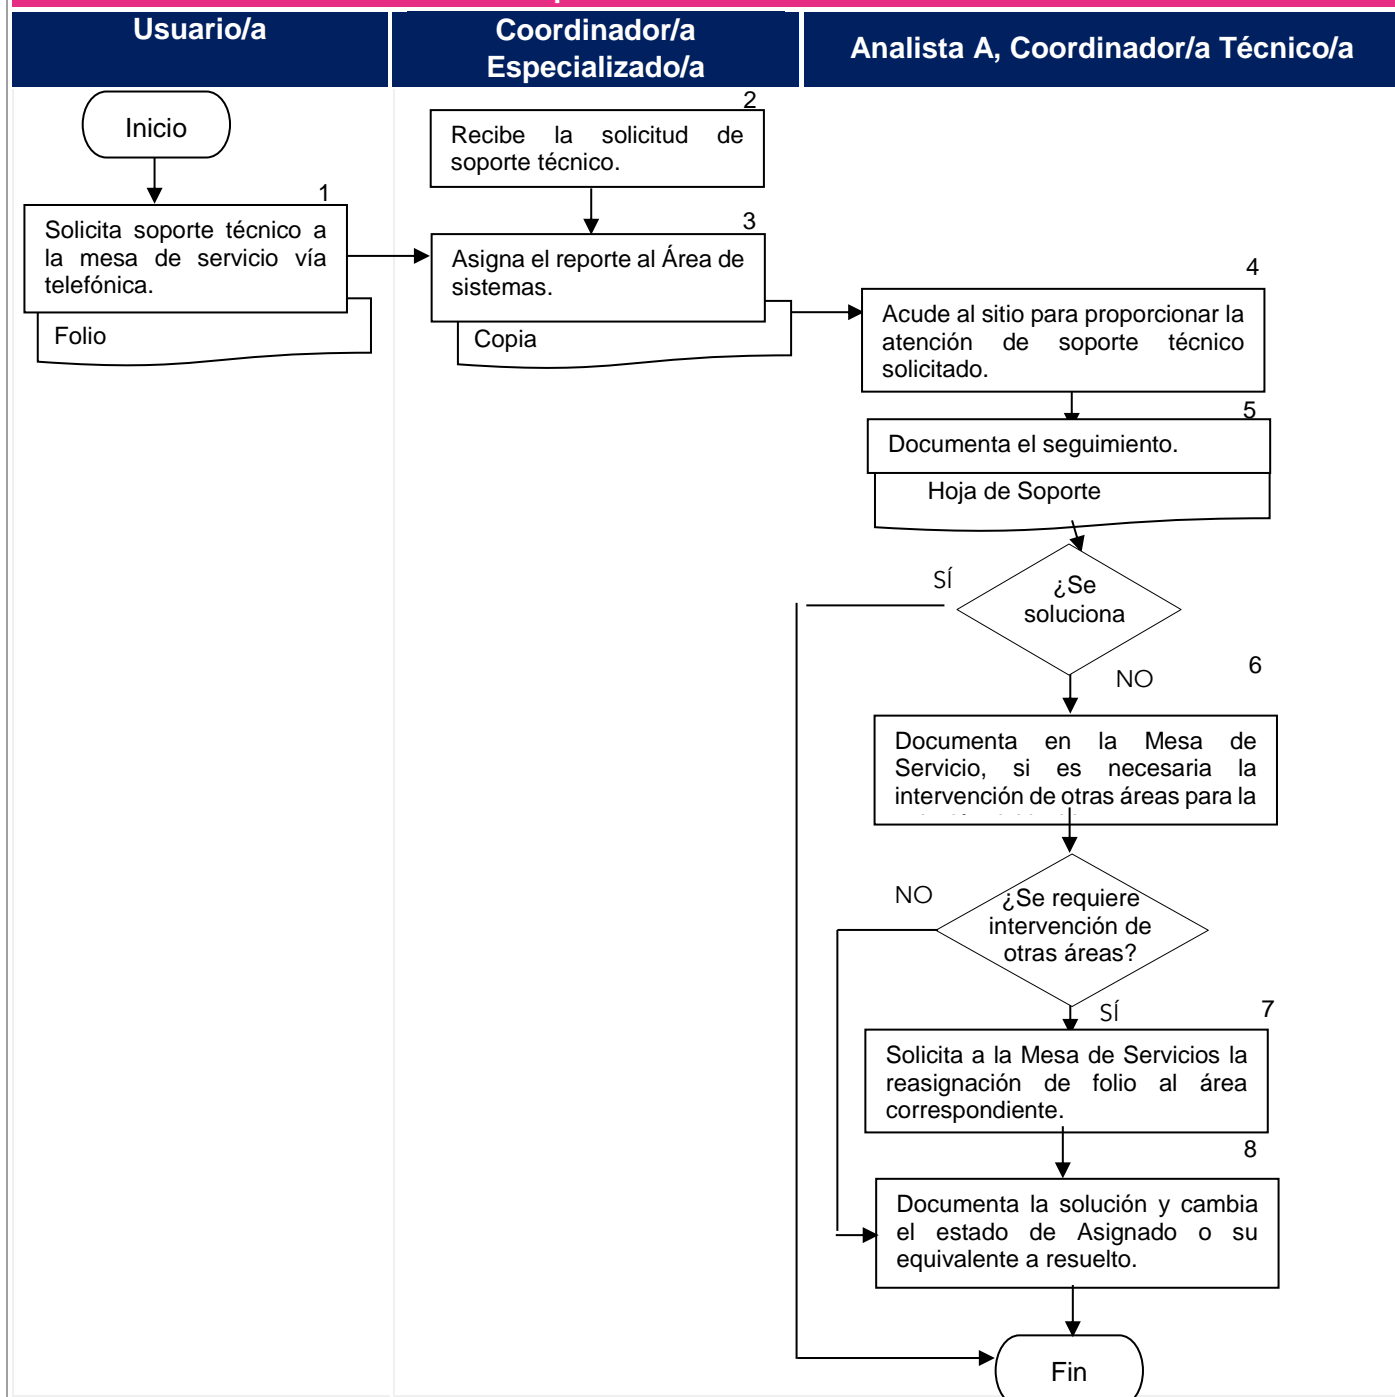 Usuario/a
Coordinador/a
Especializado/a
Analista A, Coordinador/a Técnico/a
Inicio
1
Solicita soporte técnico a
la mesa de servicio vía
telefónica.
Folio
2
Recibe la solicitud de
soporte técnico.
3
Asigna el reporte al Área de
sistemas.
Copia
4
Acude al sitio para proporcionar la
atención de soporte técnico
solicitado.
5
Documenta el seguimiento.
Hoja de Soporte
¿Se
soluciona
SÍ
NO
6
Documenta en la Mesa de
Servicio, si es necesaria la
intervención de otras áreas para la
¿Se requiere
intervención de
otras áreas?
NO
SÍ
7
Solicita a la Mesa de Servicios la
reasignación de folio al área
correspondiente.
8
Documenta la solución y cambia
el estado de Asignado o su
equivalente a resuelto.
Fin